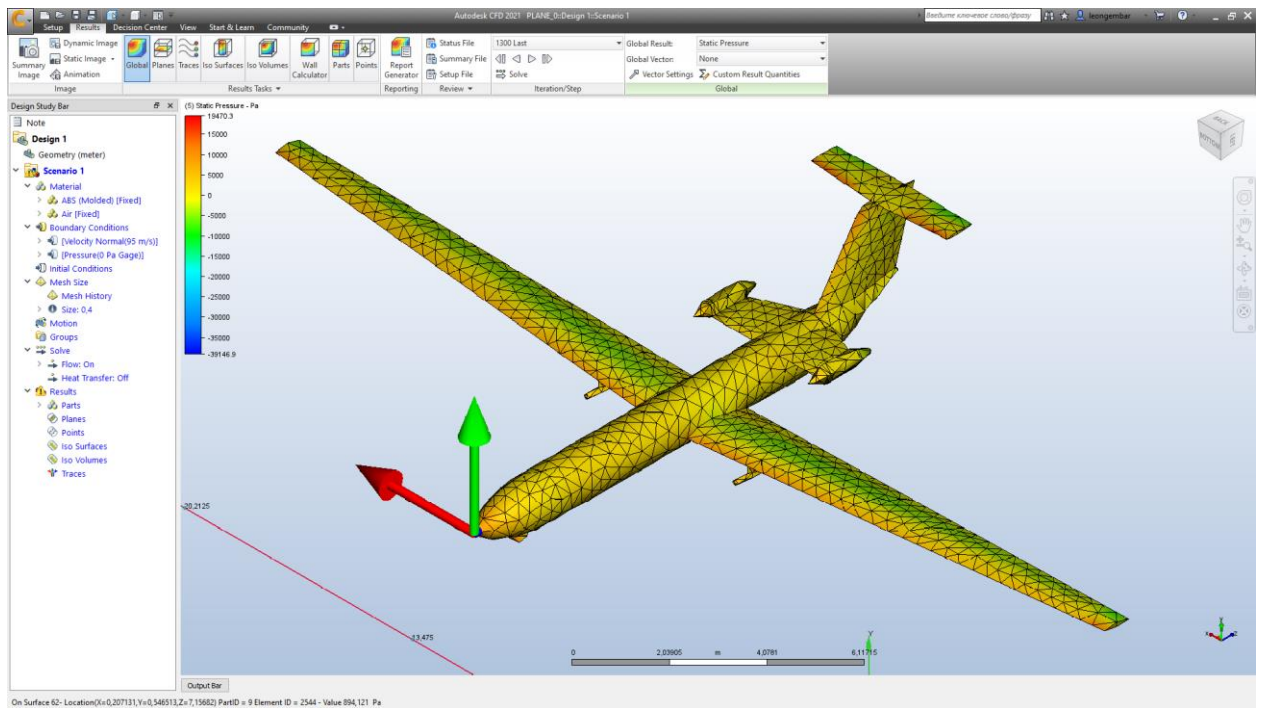 Autodesk CFD 2021 PLANE_0::Design 1::Scenario 1
Введите ключевое слово/фразу
leongembar
Setup Results Decision Center View Start & Learn Community
Summary Image
Dynamic Image
Static Image
Animation
Image
Global
Planes
Traces
Iso Surfaces
Iso Volumes
Wall Calculator
Parts
Points
Results Tasks
Report Generator
Reporting
Status File
Summary File
Setup File
Review
1300 Last
Solve
Iteration/Step
Global Result: Static Pressure
Global Vector: None
Vector Settings Custom Result Quantities
Global
Design Study Bar
Note
Design 1
Geometry (meter)
Scenario 1
Material
ABS (Molded) [Fixed]
Air [Fixed]
Boundary Conditions
[Velocity Normal(95 m/s)]
[Pressure(0 Pa Gage)]
Initial Conditions
Mesh Size
Mesh History
Size: 0,4
Motion
Groups
Solve
Flow: On
Heat Transfer: Off
Results
Parts
Planes
Points
Iso Surfaces
Iso Volumes
Traces
(5) Static Pressure - Pa
19470.3
15000
10000
5000
0
-5000
-10000
-15000
-20000
-25000
-30000
-35000
-39146.9
BACK
BOTTOM
-20.2125
-13.475
0 2,03905 m 4,0781 6,11715
Y
Y
X
Z
Output Bar
On Surface 62- Location(X=0,207131,Y=0,546513,Z=7,15682) PartID = 9 Element ID = 2544 - Value 894,121 Pa